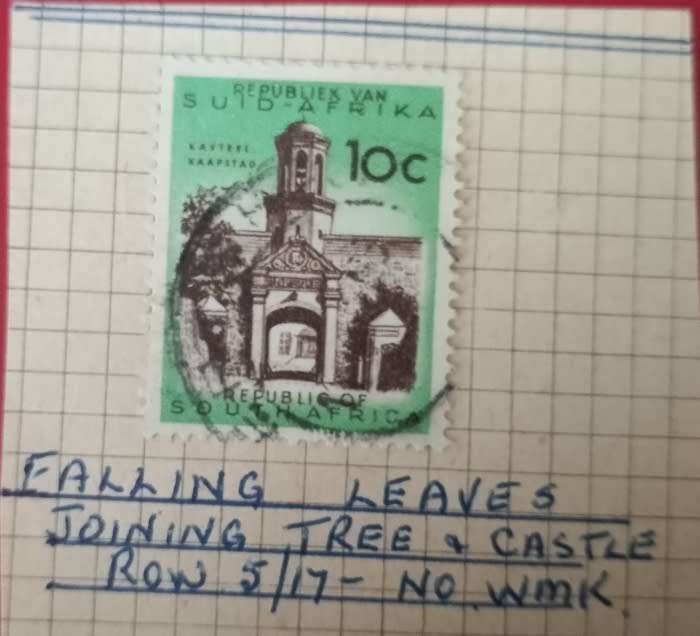 REPUBLIEK VAN
SUID-AFRIKA
KASTEEL
KAAPSTAD
10c
REPUBLIC OF
SOUTH AFRICA
FALLING LEAVES
JOINING TREE & CASTLE
ROW 5/17- NO WMK